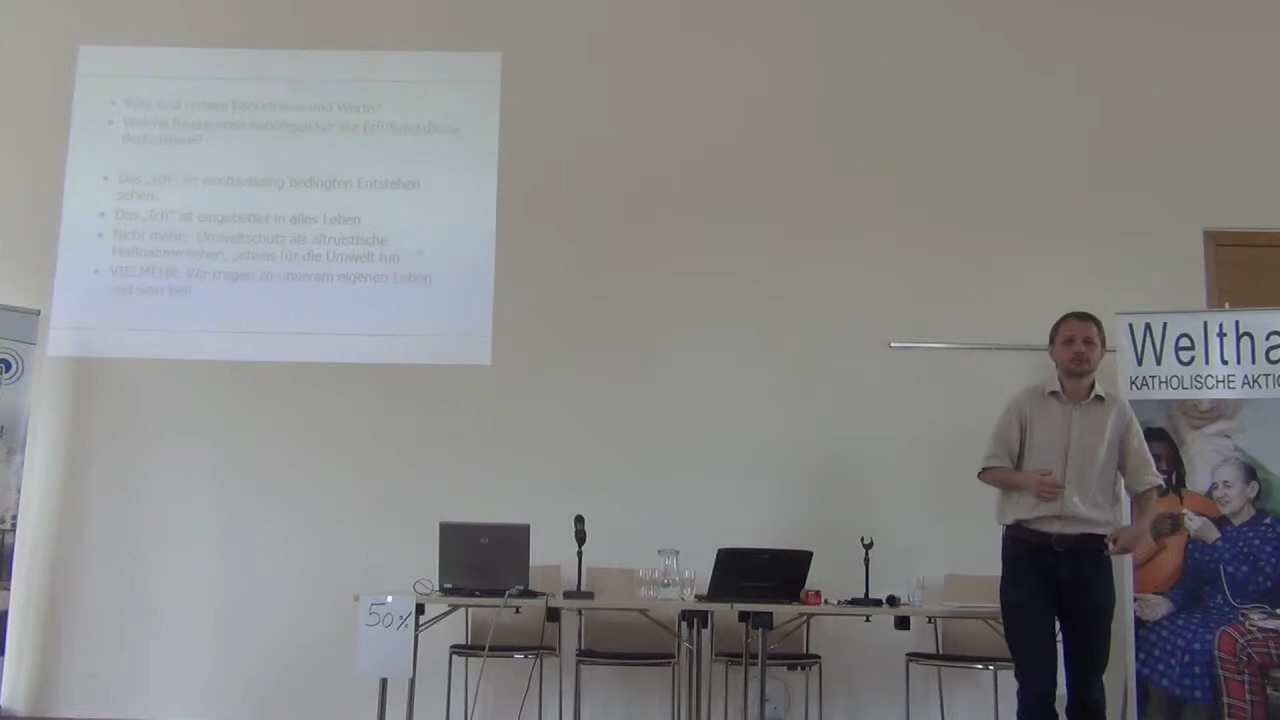 Was sind unsere Bedürfnisse und Werte?
Welche Ressourcen benötigen wir zur Erfüllung dieser
Bedürfnisse?
Das „Ich“ im wechselseitig bedingten Entstehen
sehen.
Das „Ich“ ist eingebettet in alles Leben
Nicht mehr: Umweltschutz als altruistische
Maßnahme sehen, „etwas für die Umwelt tun
VIELMEHR: Wir tragen zu unserem eigenen Leben
und Sein bei!
Weltha
KATHOLISCHE AKTIO
50%